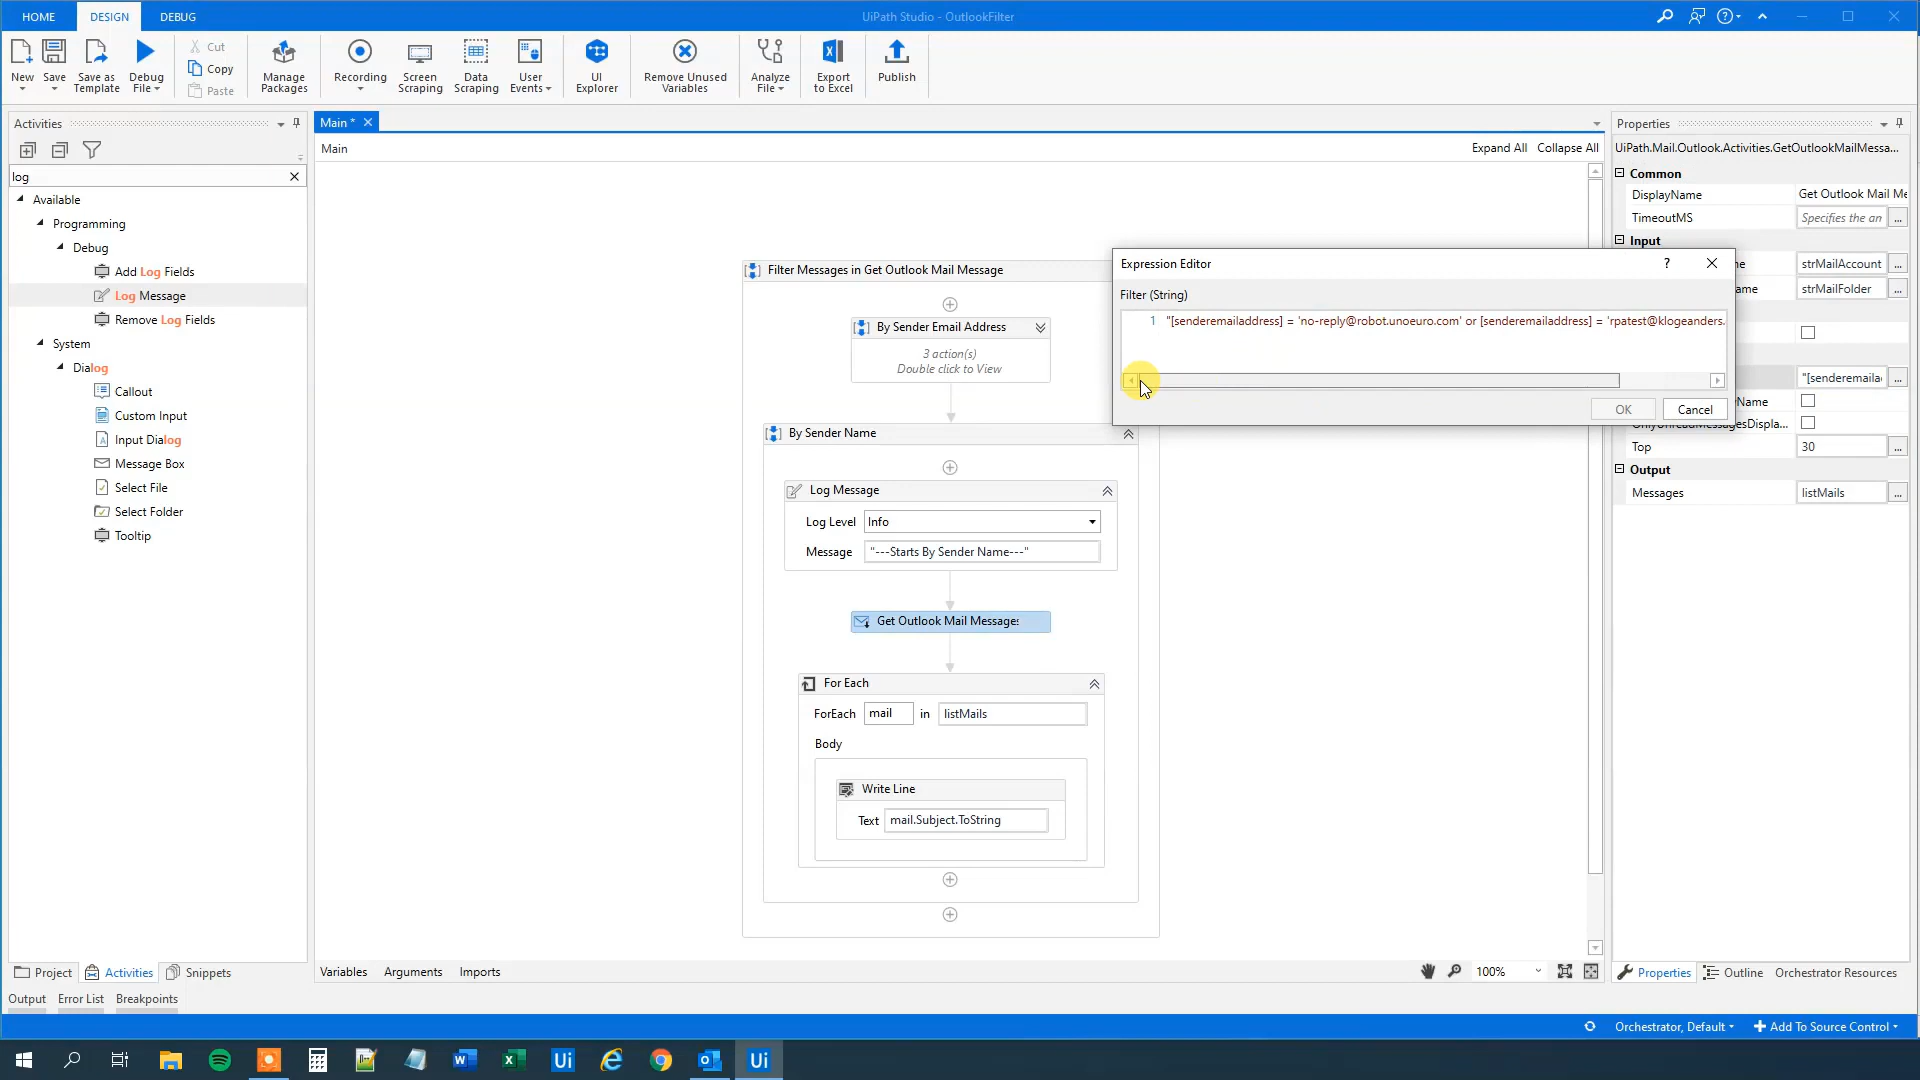 HOME
DESIGN
DEBUG
UiPath Studio - OutlookFilter
New
Save
Save as
Template
Debug
File
Cut
Copy
Paste
Manage
Packages
Recording
Screen
Scraping
Data
Scraping
User
Events
UI
Explorer
Remove Unused
Variables
Analyze
File
Export
to Excel
Publish
Activities
log
Available
Programming
Debug
Add Log Fields
Log Message
Remove Log Fields
System
Dialog
Callout
Custom Input
Input Dialog
Message Box
Select File
Select Folder
Tooltip
Project
Activities
Snippets
Output
Error List
Breakpoints
Main *
Main
Expand All
Collapse All
Filter Messages in Get Outlook Mail Message
By Sender Email Address
3 action(s)
Double click to View
By Sender Name
Log Message
Log Level
Info
Message
"---Starts By Sender Name---"
Get Outlook Mail Messages
For Each
ForEach
mail
in
listMails
Body
Write Line
Text
mail.Subject.ToString
Variables
Arguments
Imports
100%
Expression Editor
?
Filter (String)
1
"[senderemailaddress] = 'no-reply@robot.unoeuro.com' or [senderemailaddress] = 'rpatest@klogeanders.
OK
Cancel
Properties
UiPath.Mail.Outlook.Activities.GetOutlookMailMessa...
Common
DisplayName
Get Outlook Mail Me
TimeoutMS
Specifies the an
...
Input
strMailAccount
...
strMailFolder
...
"[senderemaila
...
Top
30
...
Output
Messages
listMails
...
Properties
Outline
Orchestrator Resources
Orchestrator, Default
Add To Source Control